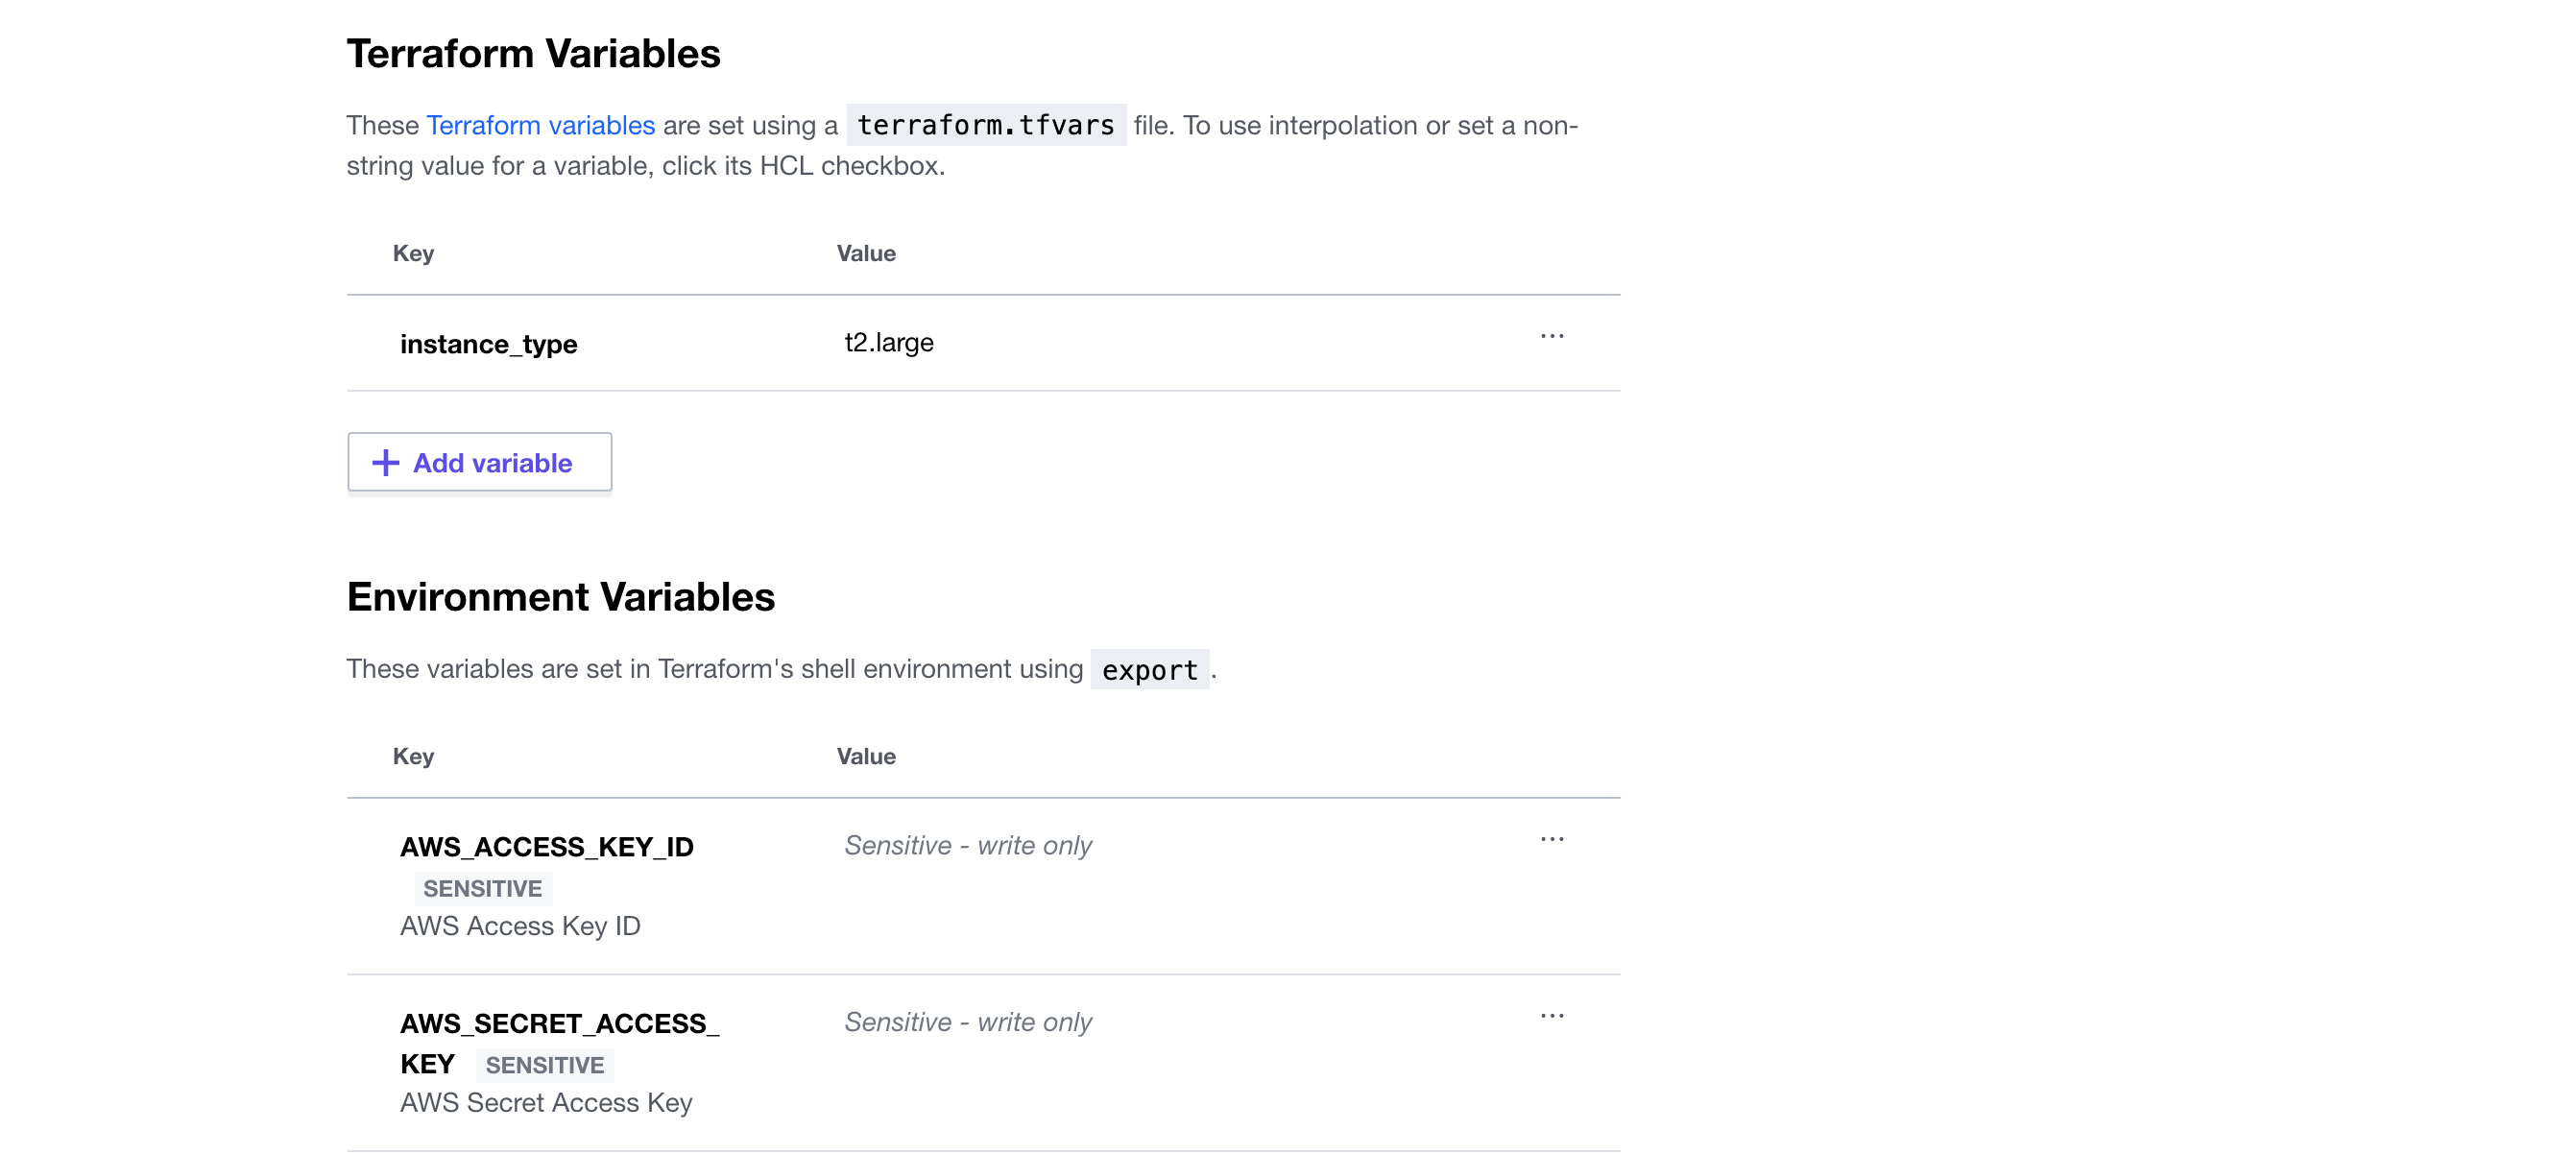 Terraform Variables
These Terraform variables are set using a terraform.tfvars file. To use interpolation or set a non-
string value for a variable, click its HCL checkbox.
Key Value
instance_type t2.large ...
+ Add variable
Environment Variables
These variables are set in Terraform's shell environment using export.
Key Value
AWS_ACCESS_KEY_ID Sensitive - write only ...
SENSITIVE
AWS Access Key ID
AWS_SECRET_ACCESS_ Sensitive - write only ...
KEY SENSITIVE
AWS Secret Access Key